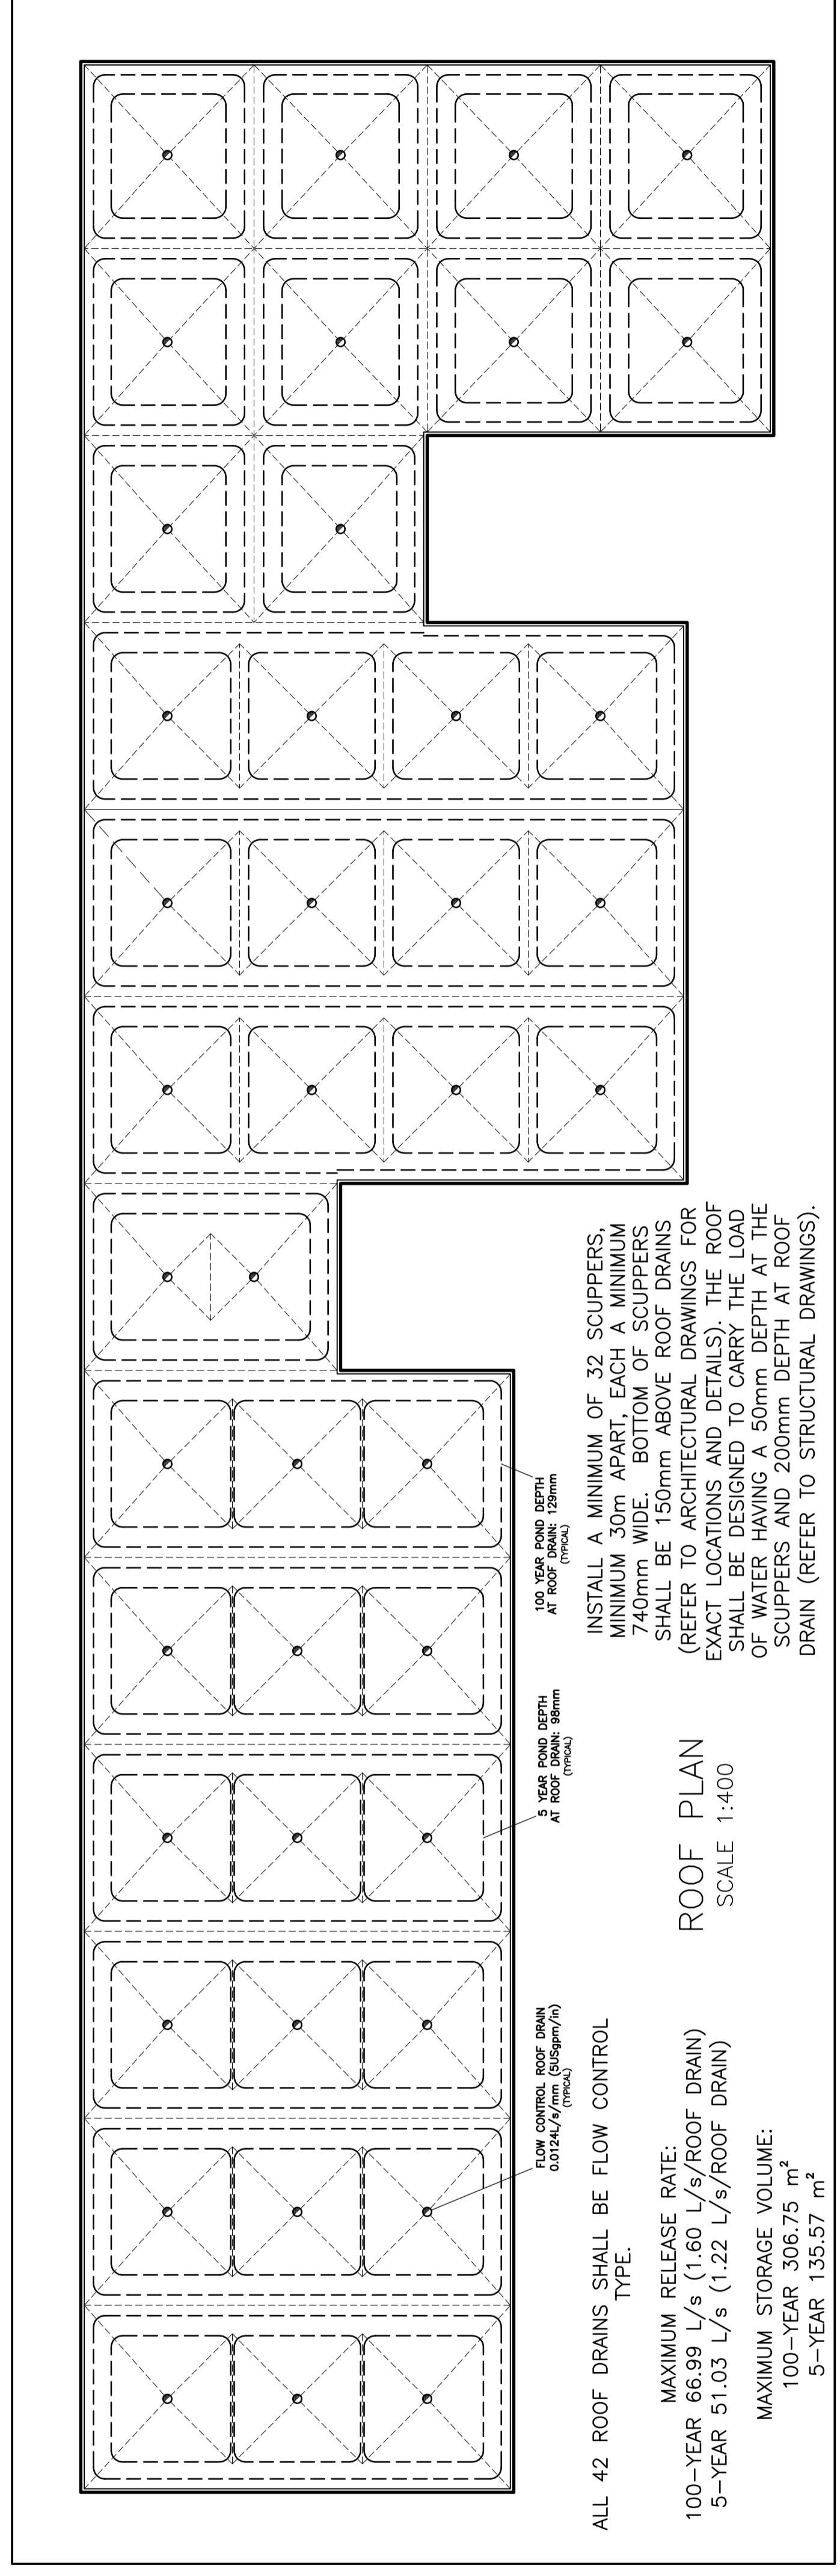 FLOW CONTROL ROOF DRAIN
0.0124L/s/mm (5USgpm/in)
(TYPICAL)
5 YEAR POND DEPTH
AT ROOF DRAIN: 98mm
(TYPICAL)
100 YEAR POND DEPTH
AT ROOF DRAIN: 129mm
(TYPICAL)
ALL 42 ROOF DRAINS SHALL BE FLOW CONTROL
TYPE.
MAXIMUM RELEASE RATE:
100-YEAR 66.99 L/s (1.60 L/s/ROOF DRAIN)
5-YEAR 51.03 L/s (1.22 L/s/ROOF DRAIN)
MAXIMUM STORAGE VOLUME:
100-YEAR 306.75 m²
5-YEAR 135.57 m²
ROOF PLAN
SCALE 1:400
INSTALL A MINIMUM OF 32 SCUPPERS,
MINIMUM 30m APART, EACH A MINIMUM
740mm WIDE. BOTTOM OF SCUPPERS
SHALL BE 150mm ABOVE ROOF DRAINS
(REFER TO ARCHITECTURAL DRAWINGS FOR
EXACT LOCATIONS AND DETAILS). THE ROOF
SHALL BE DESIGNED TO CARRY THE LOAD
OF WATER HAVING A 50mm DEPTH AT THE
SCUPPERS AND 200mm DEPTH AT ROOF
DRAIN (REFER TO STRUCTURAL DRAWINGS).